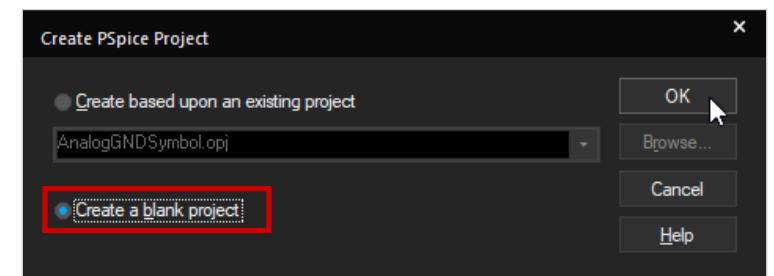 Create PSpice Project
Create based upon an existing project
OK
AnalogGNDSymbol.opj
Browse...
Create a blank project
Cancel
Help